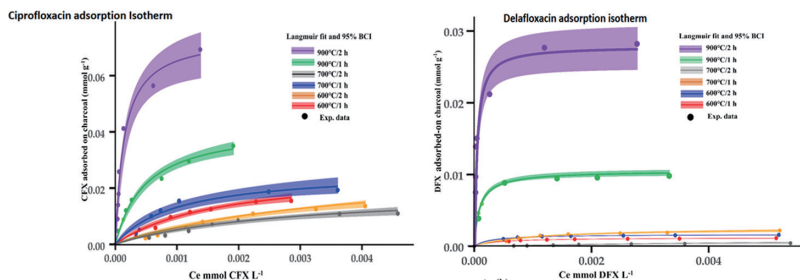 Ciprofloxacin adsorption Isotherm
Langmuir fit and 95% BCI
900°C/2 h
900°C/1 h
700°C/2 h
700°C/1 h
600°C/2 h
600°C/1 h
Exp. data
CFX adsorbed on charcoal (mmol g⁻¹)
0.06
0.04
0.02
0.00
0.000
0.001
0.002
0.003
0.004
Ce mmol CFX L⁻¹
Delafloxacin adsorption isotherm
Langmuir fit and 95% BCI
900°C/2 h
900°C/1 h
700°C/2 h
700°C/1 h
600°C/2 h
600°C/1 h
Exp. data
DFX adsorbed-on charcoal (mmol g⁻¹)
0.03
0.02
0.01
0.00
0.000
0.002
0.004
Ce mmol DFX L⁻¹